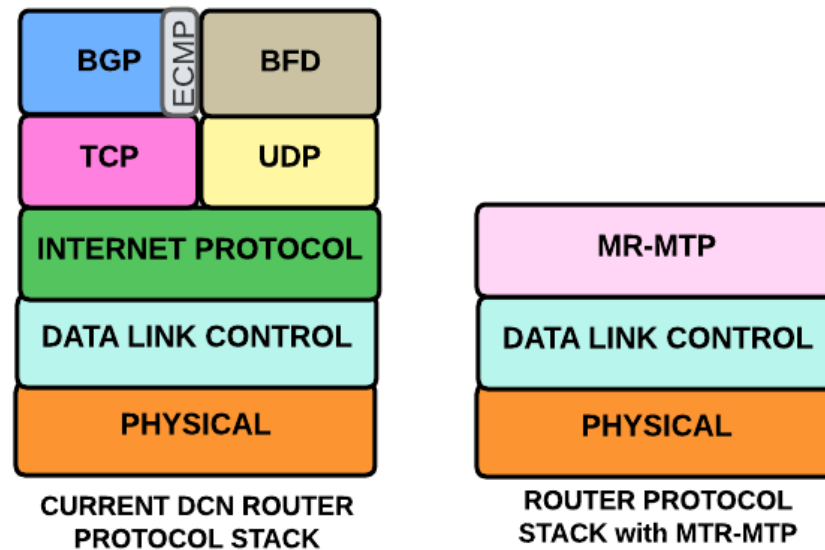 BGP
ECMP
BFD
TCP
UDP
INTERNET PROTOCOL
DATA LINK CONTROL
PHYSICAL
CURRENT DCN ROUTER
PROTOCOL STACK
MR-MTP
DATA LINK CONTROL
PHYSICAL
ROUTER PROTOCOL
STACK with MTR-MTP